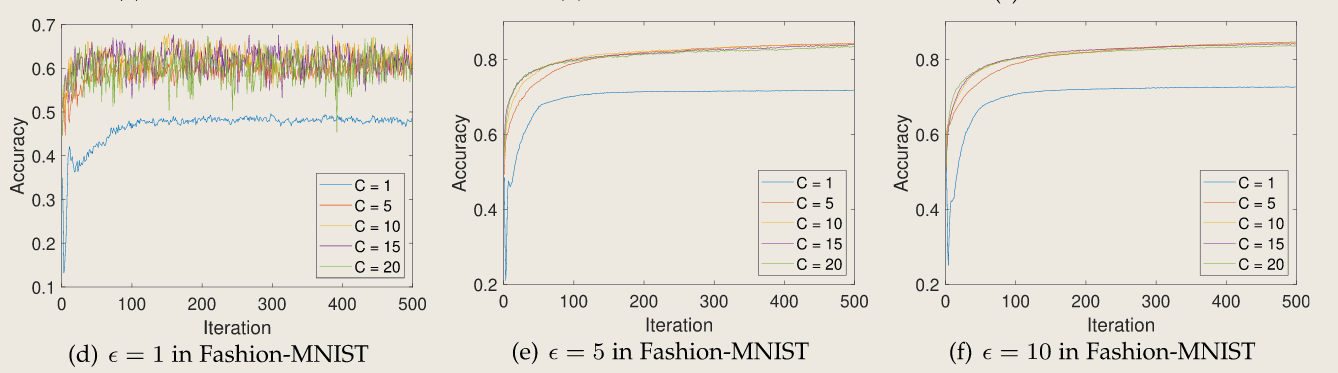 0.7
0.6
0.5
0.4
0.3
0.2
0.1
Accuracy
C = 1
C = 5
C = 10
C = 15
C = 20
0 100 200 300 400 500
Iteration
(d) ϵ = 1 in Fashion-MNIST
0.8
0.6
0.4
0.2
Accuracy
C = 1
C = 5
C = 10
C = 15
C = 20
0 100 200 300 400 500
Iteration
(e) ϵ = 5 in Fashion-MNIST
0.8
0.6
0.4
0.2
Accuracy
C = 1
C = 5
C = 10
C = 15
C = 20
0 100 200 300 400 500
Iteration
(f) ϵ = 10 in Fashion-MNIST